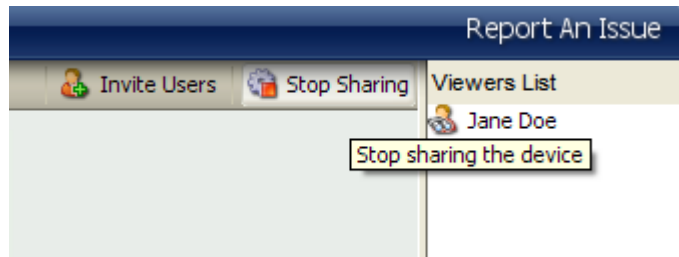 Report An Issue
Invite Users Stop Sharing Viewers List
Jane Doe
Stop sharing the device